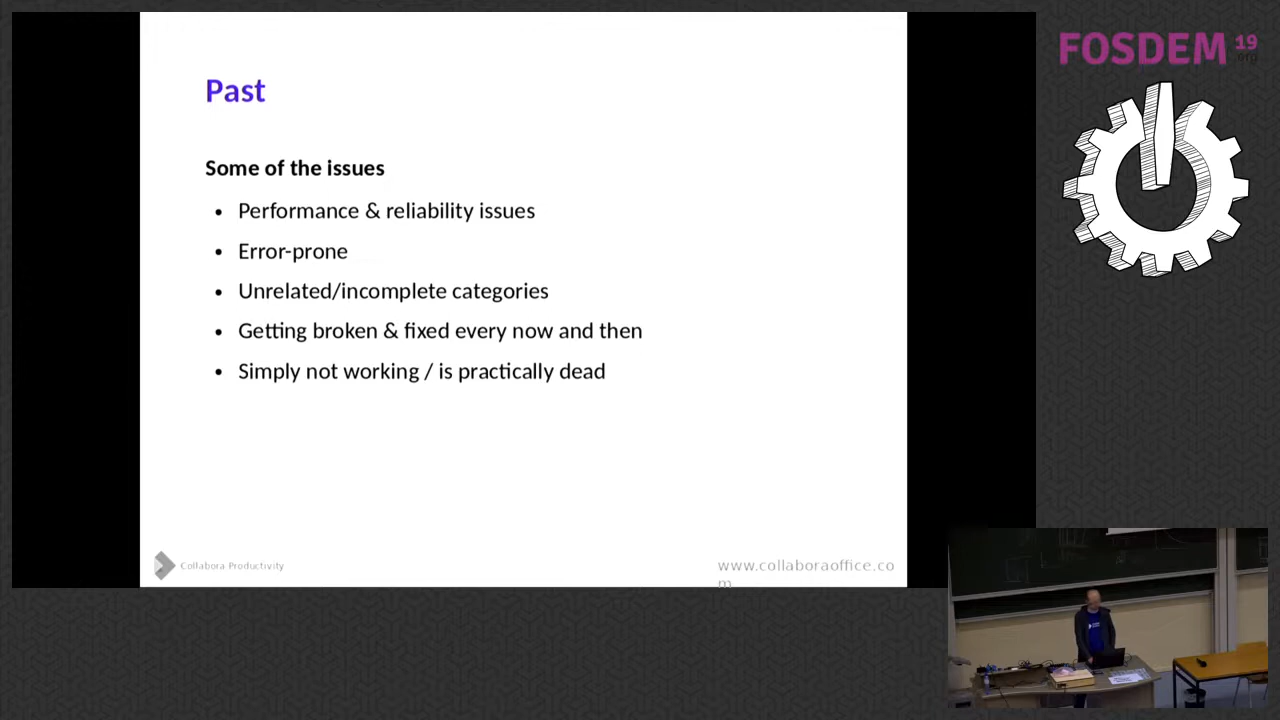 Past
Some of the issues
• Performance & reliability issues
• Error-prone
• Unrelated/incomplete categories
• Getting broken & fixed every now and then
• Simply not working / is practically dead
Collabora Productivity
www.collaboraoffice.co
m
FOSDEM 19
.org